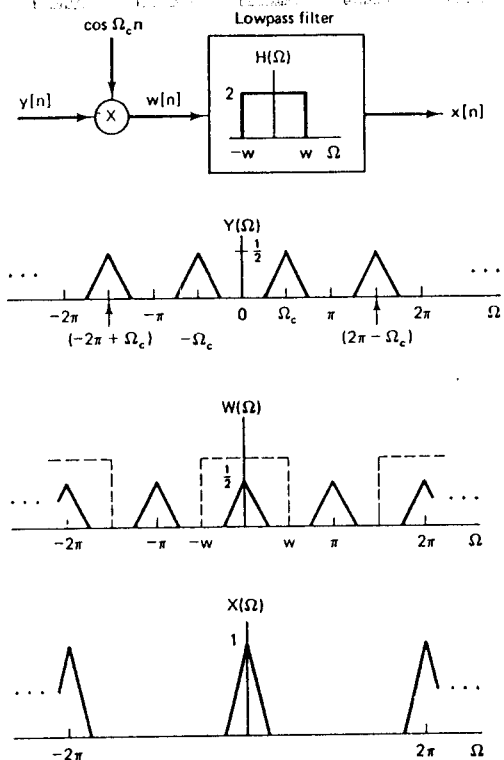 cos Ω_c n
Lowpass filter
H(Ω)
2
-w w Ω
y[n]
X
w[n]
x[n]
Y(Ω)
1/2
. . . . . .
-2π -π 0 Ω_c π 2π Ω
(-2π + Ω_c) -Ω_c (2π - Ω_c)
W(Ω)
1/2
. . . . . .
-2π -π -w w π 2π Ω
X(Ω)
1
. . . . . . .
-2π 2π Ω